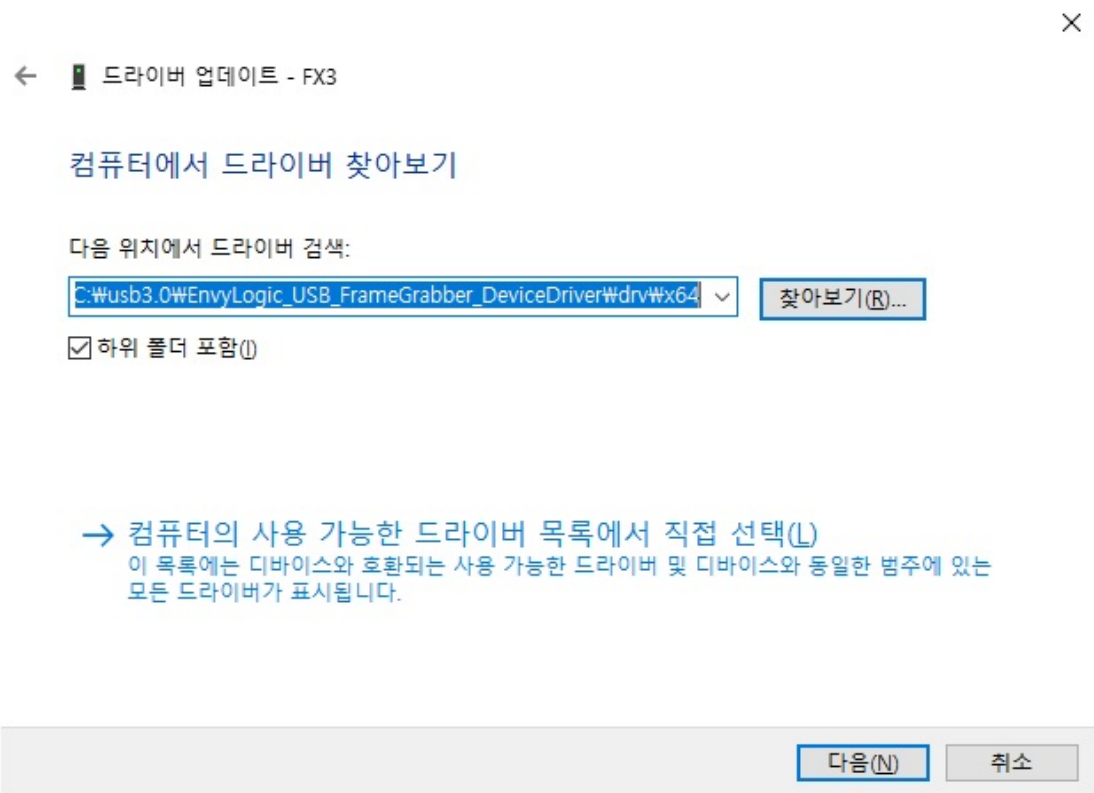 드라이버 업데이트 - FX3
컴퓨터에서 드라이버 찾아보기
다음 위치에서 드라이버 검색:
C:₩usb3.0₩EnvyLogic_USB_FrameGrabber_DeviceDriver₩drv₩x64
찾아보기(R)...
하위 폴더 포함(I)
컴퓨터의 사용 가능한 드라이버 목록에서 직접 선택(L)
이 목록에는 디바이스와 호환되는 사용 가능한 드라이버 및 디바이스와 동일한 범주에 있는
모든 드라이버가 표시됩니다.
다음(N)
취소